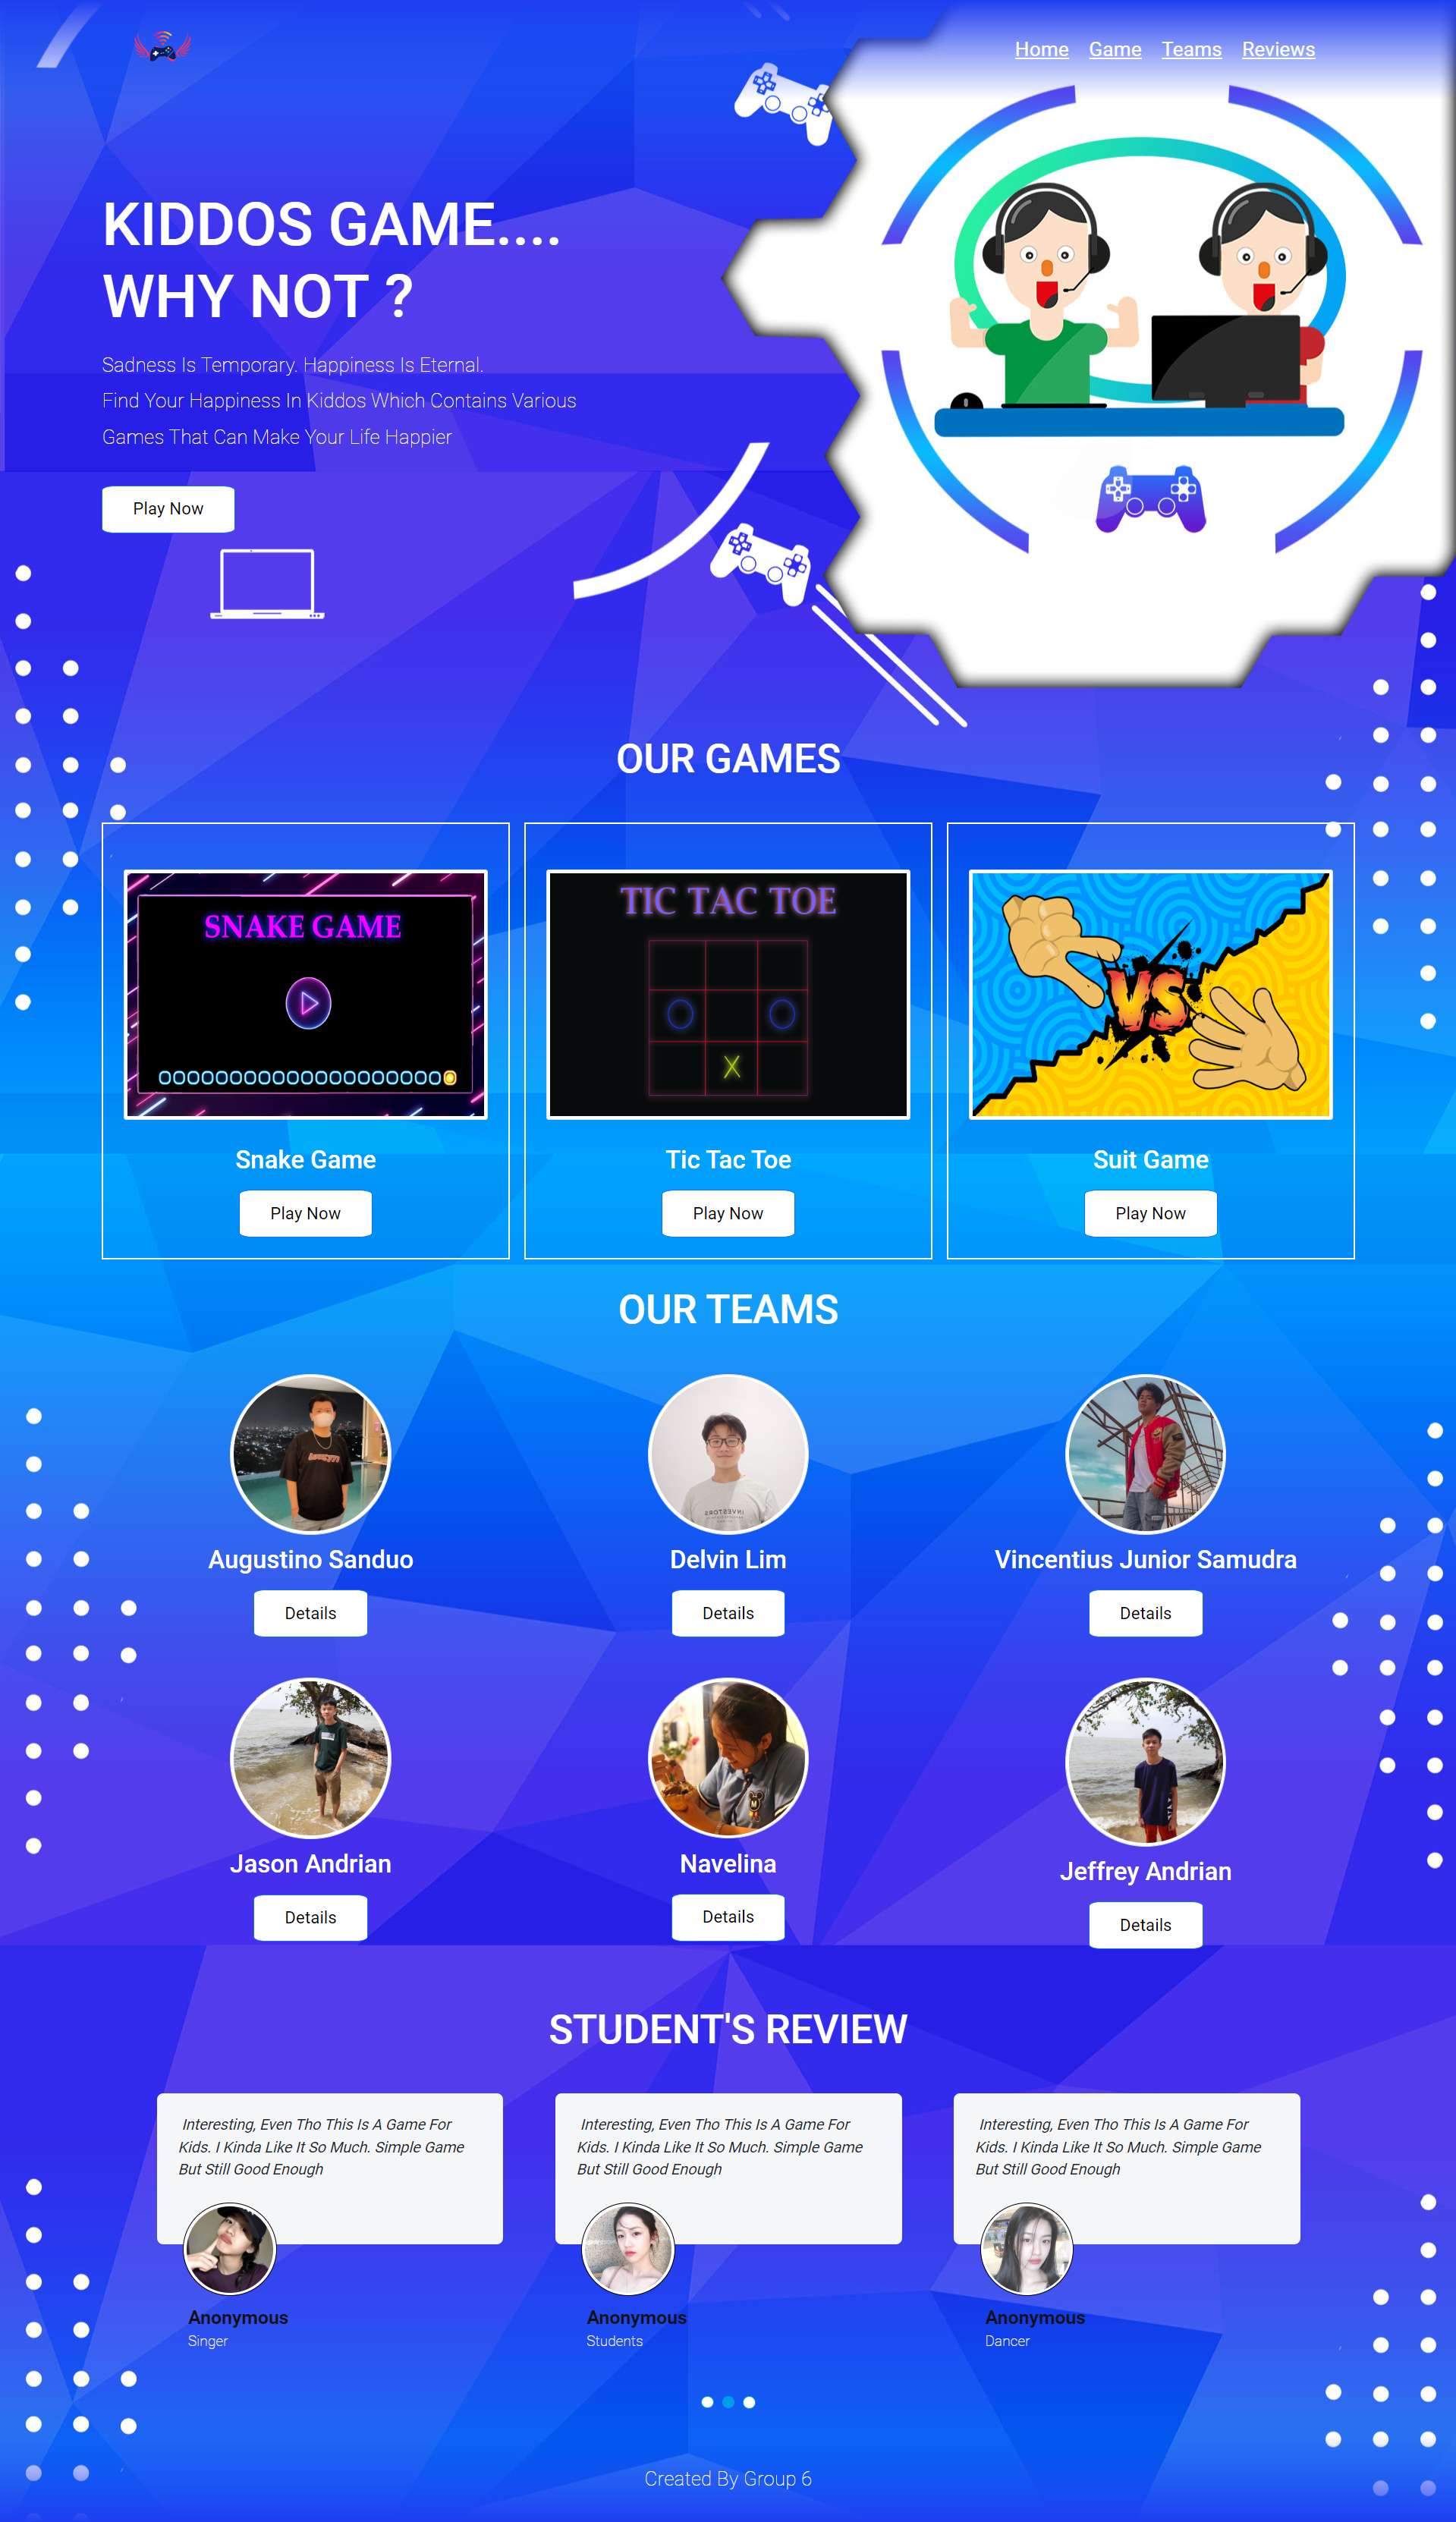 Home Game Teams Reviews
KIDDOS GAME....
WHY NOT ?
Sadness Is Temporary. Happiness Is Eternal.
Find Your Happiness In Kiddos Which Contains Various
Games That Can Make Your Life Happier
Play Now
OUR GAMES
SNAKE GAME
TIC TAC TOE
VS
Snake Game
Tic Tac Toe
Suit Game
Play Now
Play Now
Play Now
OUR TEAMS
Augustino Sanduo
Delvin Lim
Vincentius Junior Samudra
Details
Details
Details
Jason Andrian
Navelina
Jeffrey Andrian
Details
Details
Details
STUDENT'S REVIEW
Interesting, Even Tho This Is A Game For
Kids. I Kinda Like It So Much. Simple Game
But Still Good Enough
Anonymous
Singer
Interesting, Even Tho This Is A Game For
Kids. I Kinda Like It So Much. Simple Game
But Still Good Enough
Anonymous
Students
Interesting, Even Tho This Is A Game For
Kids. I Kinda Like It So Much. Simple Game
But Still Good Enough
Anonymous
Dancer
Created By Group 6